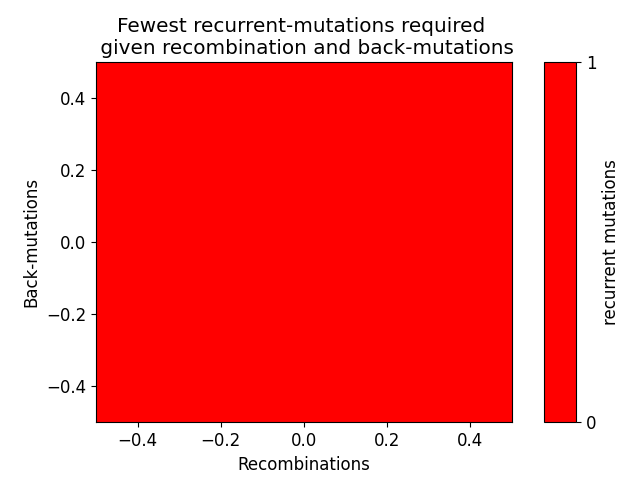 Fewest recurrent-mutations required
given recombination and back-mutations
1
0.4
0.2
0.0
−0.2
−0.4
0
Back-mutations
recurrent mutations
−0.4
−0.2
0.0
0.2
0.4
Recombinations